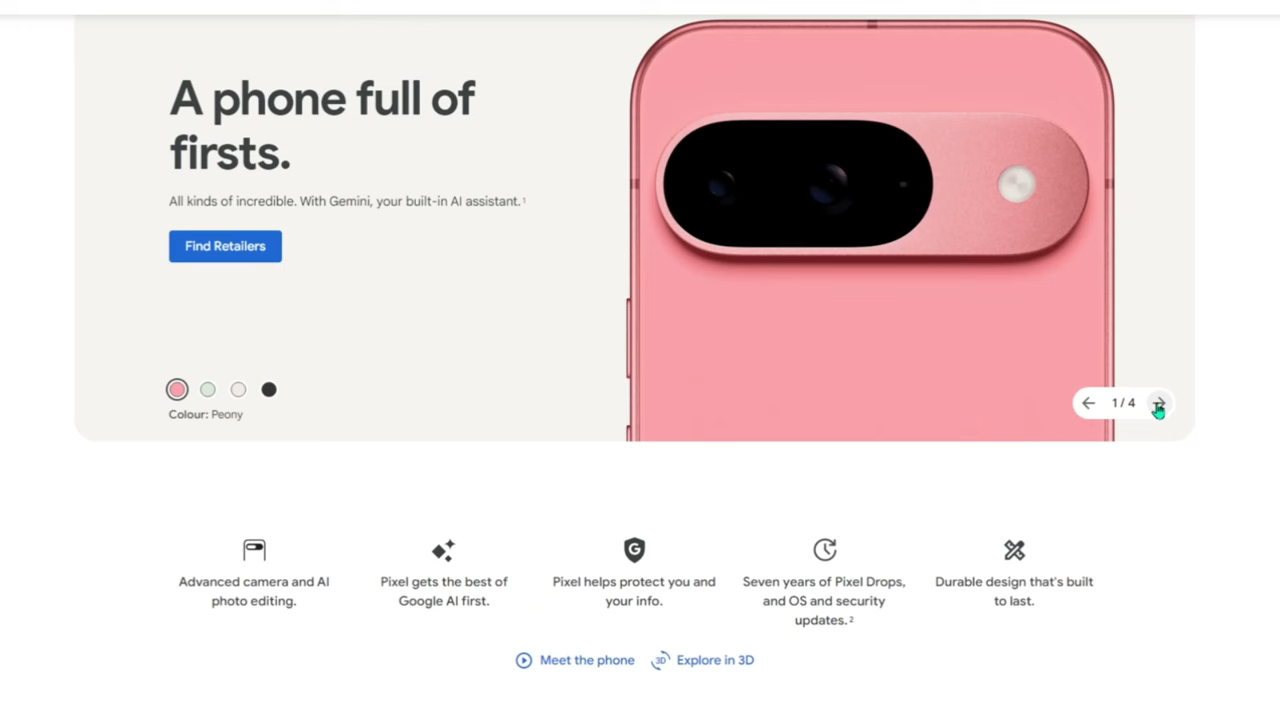 A phone full of
firsts.
All kinds of incredible. With Gemini, your built-in AI assistant.¹
Find Retailers
Colour: Peony
1 / 4
Advanced camera and AI
photo editing.
Pixel gets the best of
Google AI first.
Pixel helps protect you and
your info.
Seven years of Pixel Drops,
and OS and security
updates.²
Durable design that's built
to last.
Meet the phone
3D Explore in 3D